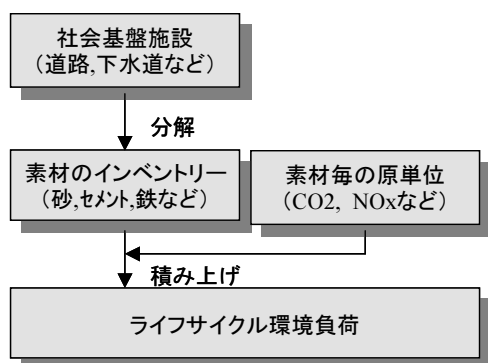 社会基盤施設
（道路,下水道など）
分解
素材のインベントリー
（砂,ｾﾒﾝﾄ,鉄など）
素材毎の原単位
（CO2, NOxなど）
積み上げ
ライフサイクル環境負荷